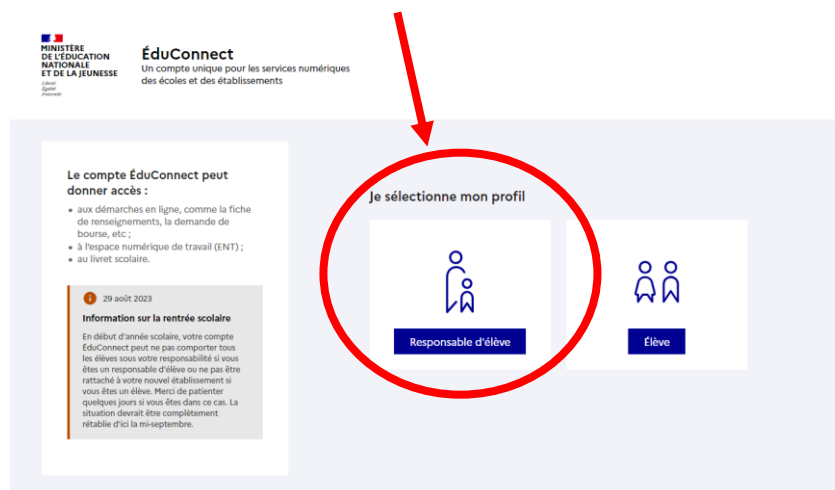 MINISTÈRE
DE L'ÉDUCATION
NATIONALE
ET DE LA JEUNESSE
Liberté
Égalité
Fraternité
ÉduConnect
Un compte unique pour les services numériques
des écoles et des établissements
Le compte ÉduConnect peut
donner accès :
• aux démarches en ligne, comme la fiche
de renseignements, la demande de
bourse, etc ;
• à l'espace numérique de travail (ENT) ;
• au livret scolaire.
29 août 2023
Information sur la rentrée scolaire
En début d'année scolaire, votre compte
ÉduConnect peut ne pas comporter tous
les élèves sous votre responsabilité si vous
êtes un responsable d'élève ou ne pas être
rattaché à votre nouvel établissement si
vous êtes un élève. Merci de patienter
quelques jours si vous êtes dans ce cas. La
situation devrait être complètement
rétablie d'ici la mi-septembre.
Je sélectionne mon profil
Responsable d'élève
Élève